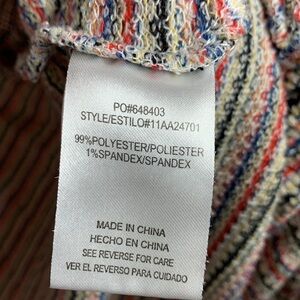 PO#648403
STYLE/ESTILO#11AA24701
99%POLYESTER/POLIESTER
1%SPANDEX/SPANDEX
MADE IN CHINA
HECHO EN CHINA
SEE REVERSE FOR CARE
VER EL REVERSO PARA CUIDADO